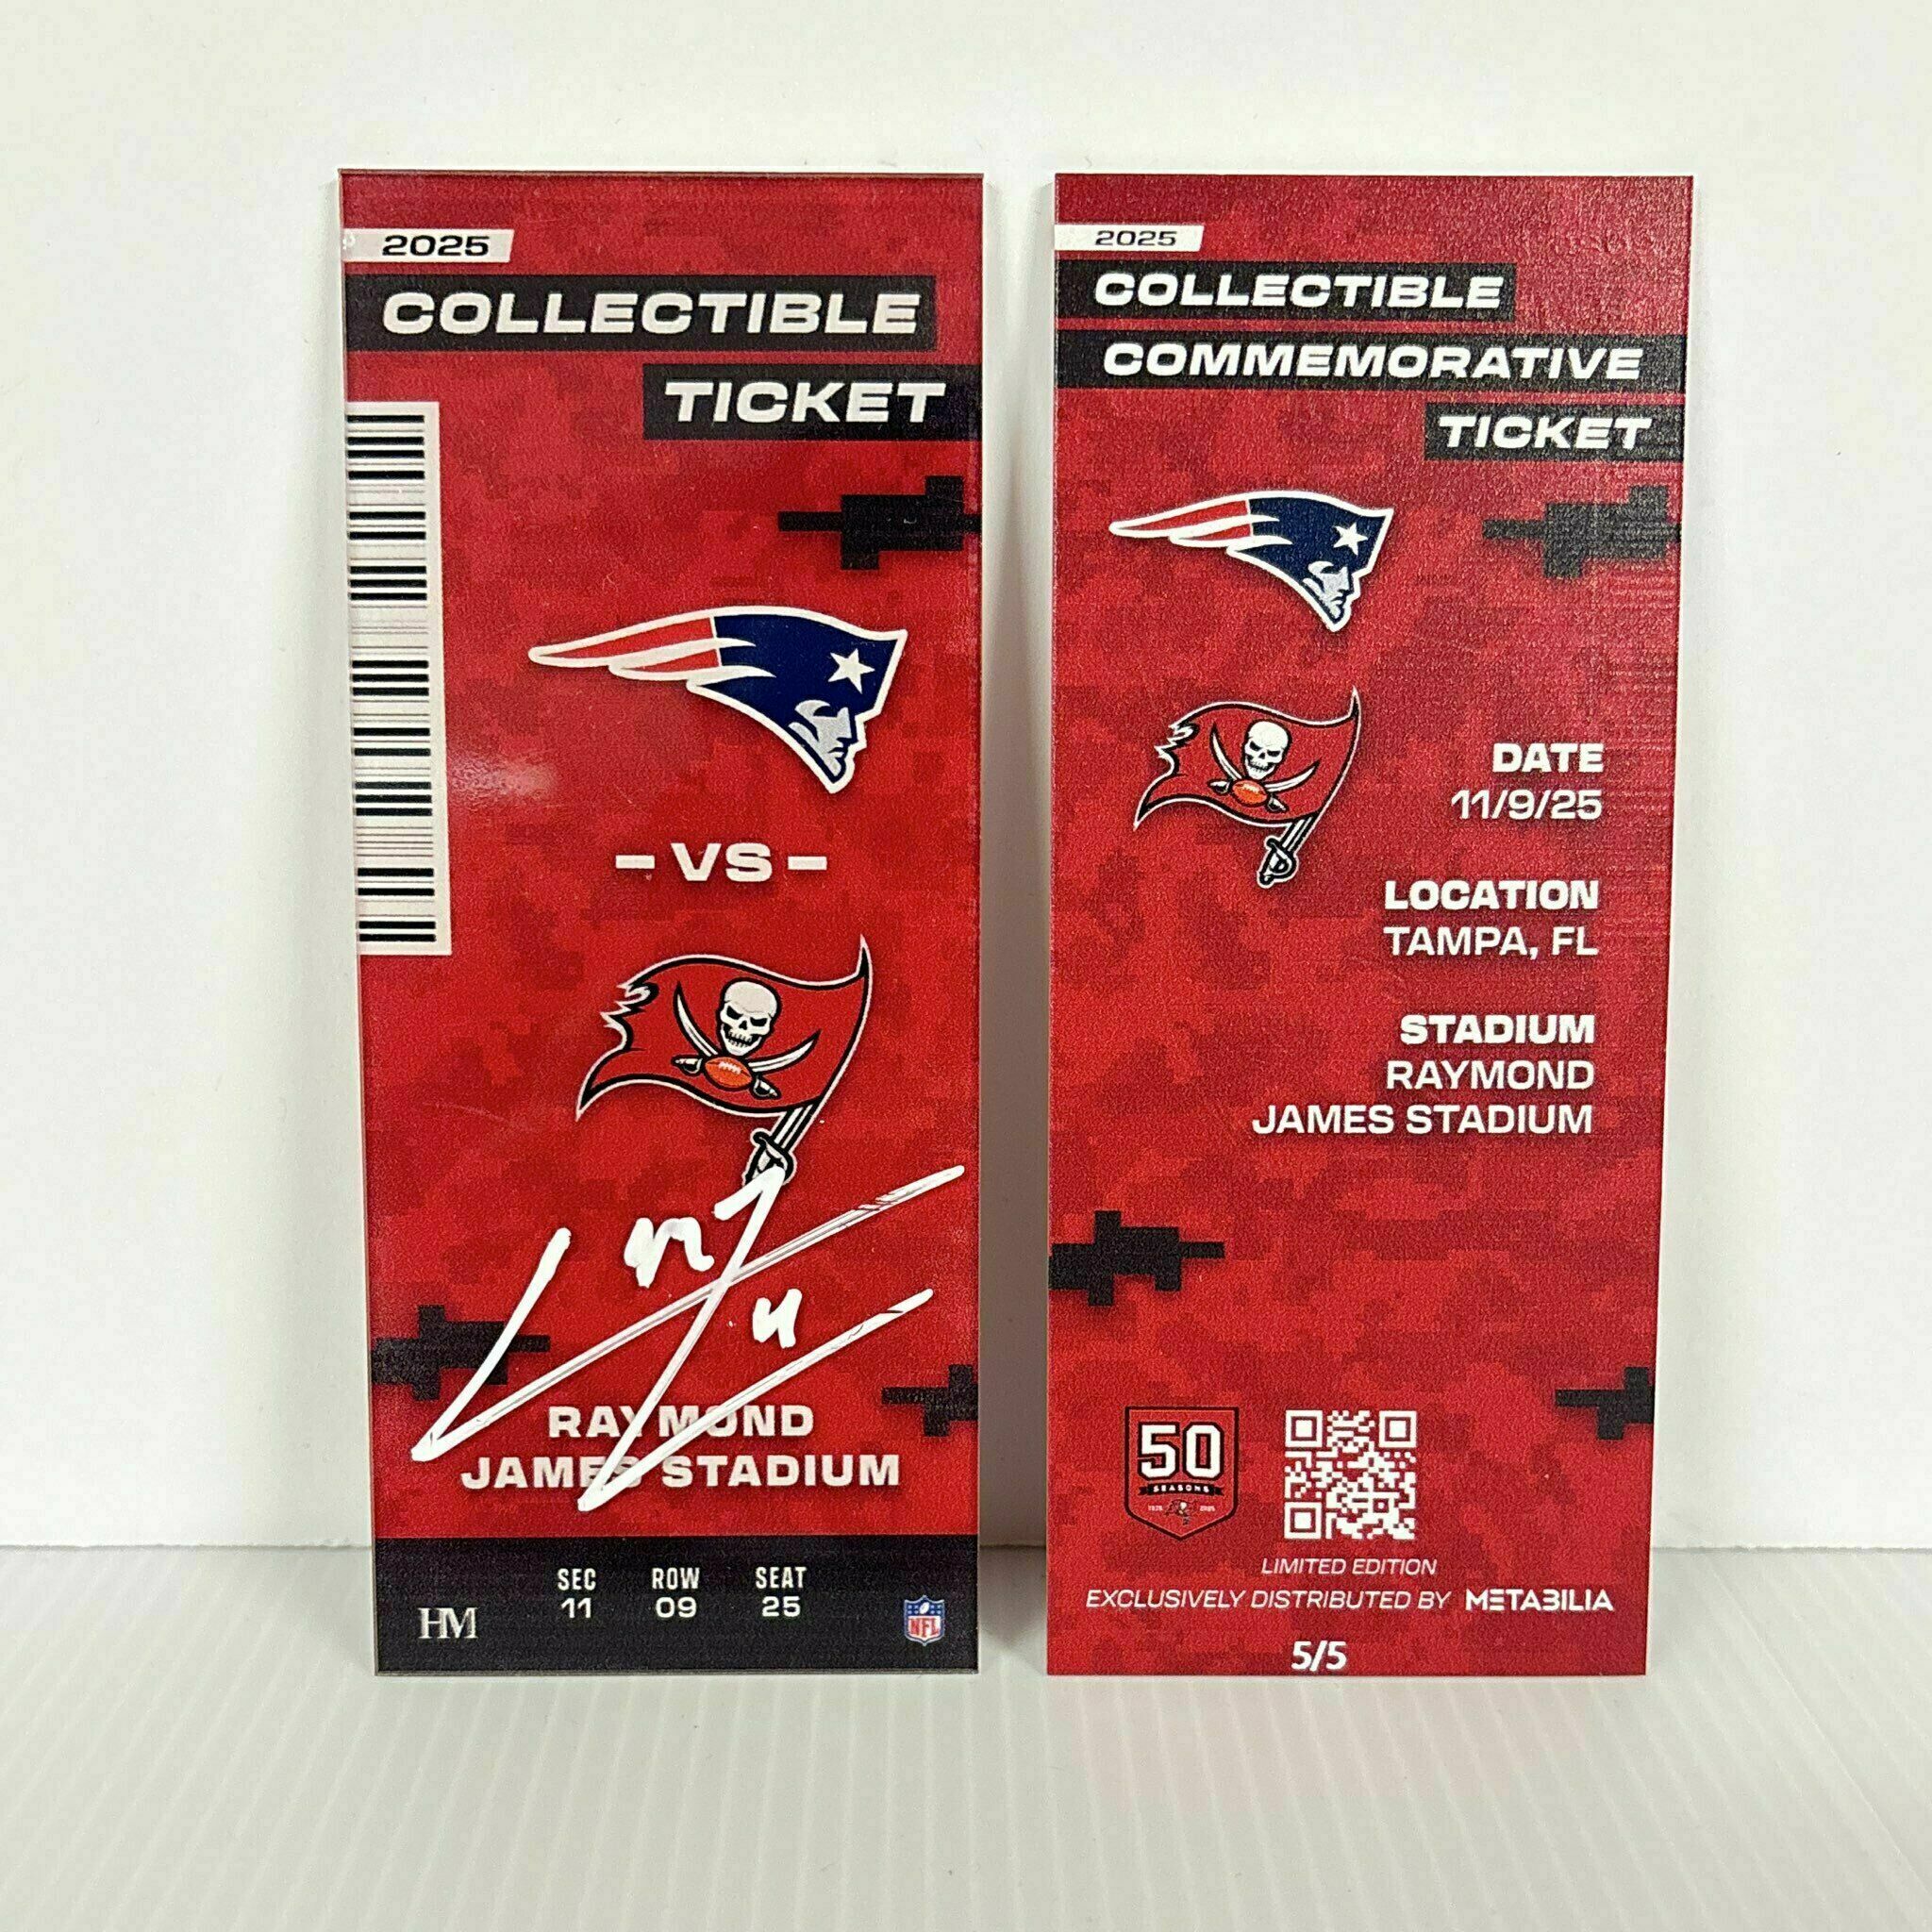 2025
COLLECTIBLE
TICKET
- VS -
RAYMOND
JAMES STADIUM
SEC ROW SEAT
11 09 25
HM
NFL
2025
COLLECTIBLE
COMMEMORATIVE
TICKET
DATE
11/9/25
LOCATION
TAMPA, FL
STADIUM
RAYMOND
JAMES STADIUM
50
SEASONS
LIMITED EDITION
EXCLUSIVELY DISTRIBUTED BY METABILIA
5/5